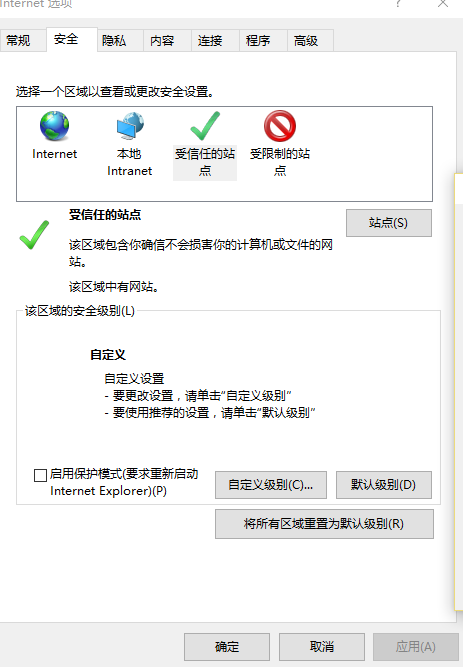 Internet 选项
常规 安全 隐私 内容 连接 程序 高级
选择一个区域以查看或更改安全设置。
Internet
本地
Intranet
受信任的站
点
受限制的站
点
受信任的站点
站点(S)
该区域包含你确信不会损害你的计算机或文件的网
站。
该区域中有网站。
该区域的安全级别(L)
自定义
自定义设置
- 要更改设置，请单击“自定义级别”
- 要使用推荐的设置，请单击“默认级别”
启用保护模式(要求重新启动
Internet Explorer)(P)
自定义级别(C)... 默认级别(D)
将所有区域重置为默认级别(R)
确定 取消 应用(A)